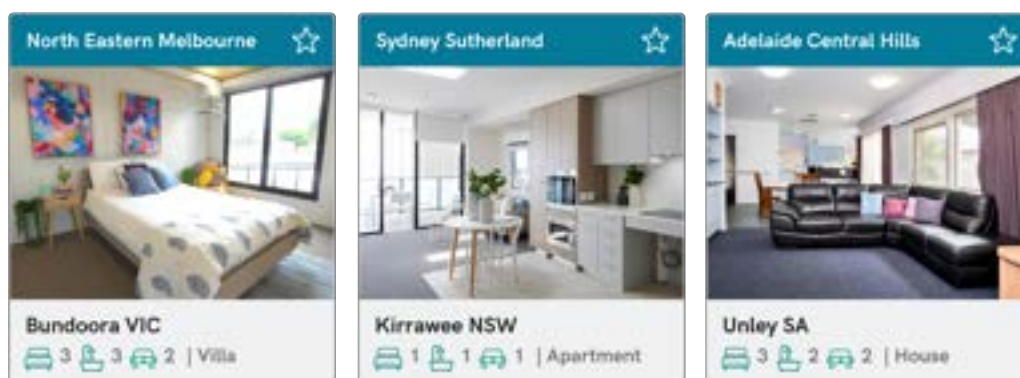 North Eastern Melbourne
Bundoora VIC
3 3 2 | Villa
Sydney Sutherland
Kirrawee NSW
1 1 1 | Apartment
Adelaide Central Hills
Unley SA
3 2 2 | House